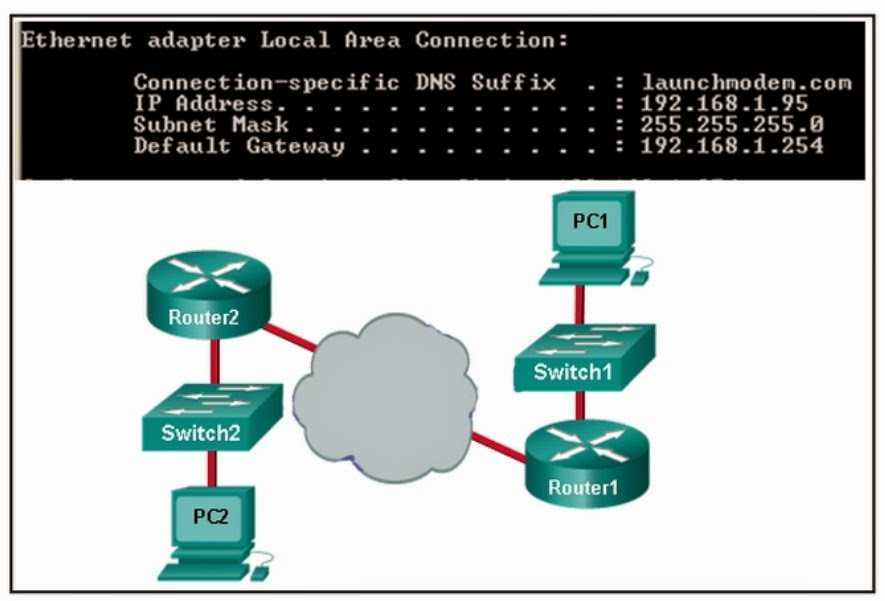 Ethernet adapter Local Area Connection:
Connection-specific DNS Suffix . : launchmodem.com
IP Address. . . . . . . . . . . . : 192.168.1.95
Subnet Mask . . . . . . . . . . . : 255.255.255.0
Default Gateway . . . . . . . . . : 192.168.1.254
PC1
Router2
Switch1
Switch2
Router1
PC2